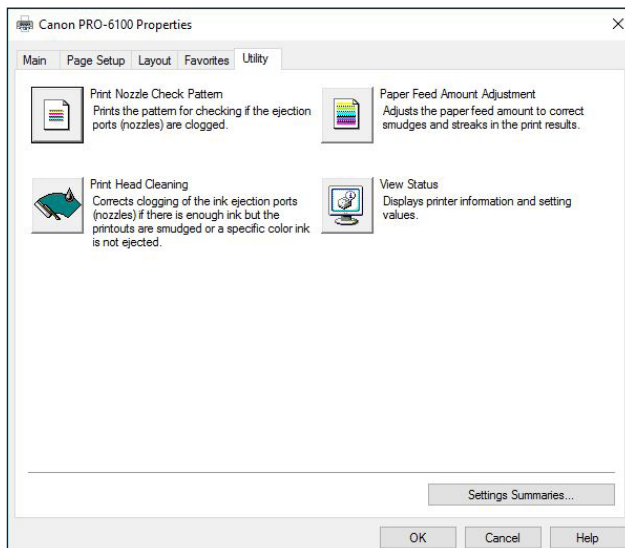 Canon PRO-6100 Properties
Main Page Setup Layout Favorites Utility
Print Nozzle Check Pattern
Prints the pattern for checking if the ejection
ports (nozzles) are clogged.
Paper Feed Amount Adjustment
Adjusts the paper feed amount to correct
smudges and streaks in the print results.
Print Head Cleaning
Corrects clogging of the ink ejection ports
(nozzles) if there is enough ink but the
printouts are smudged or a specific color ink
is not ejected.
View Status
Displays printer information and setting
values.
Settings Summaries...
OK Cancel Help